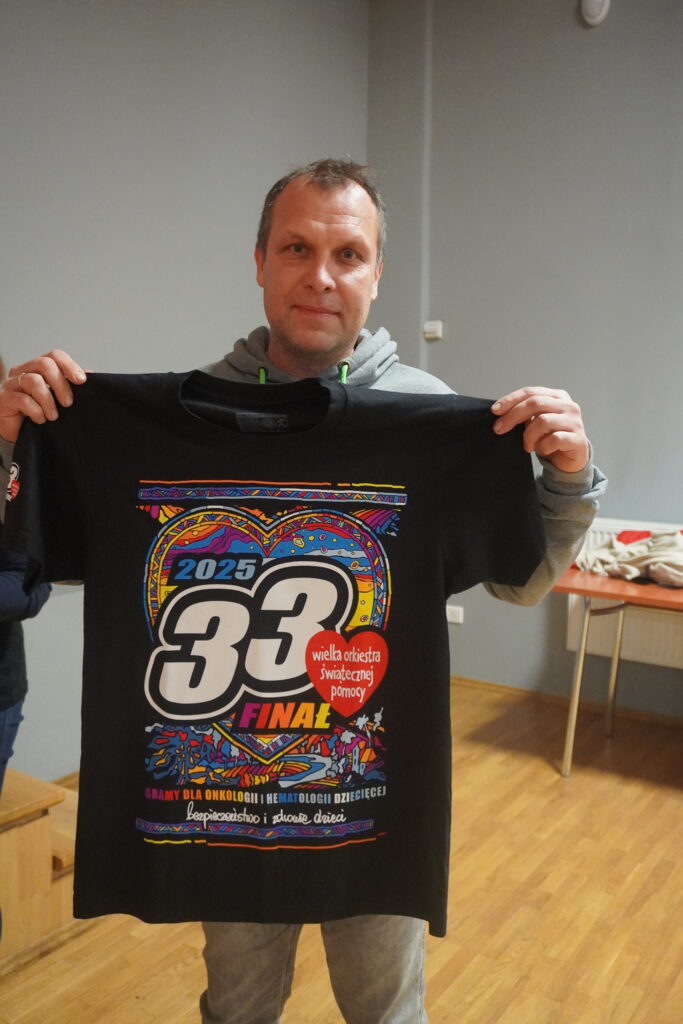 2025
33
wielka orkiestra
świątecznej
pomocy
FINAŁ
GRAMY DLA ONKOLOGII I HEMATOLOGII DZIECIĘCEJ
bezpieczeństwo i zdrowie dzieci